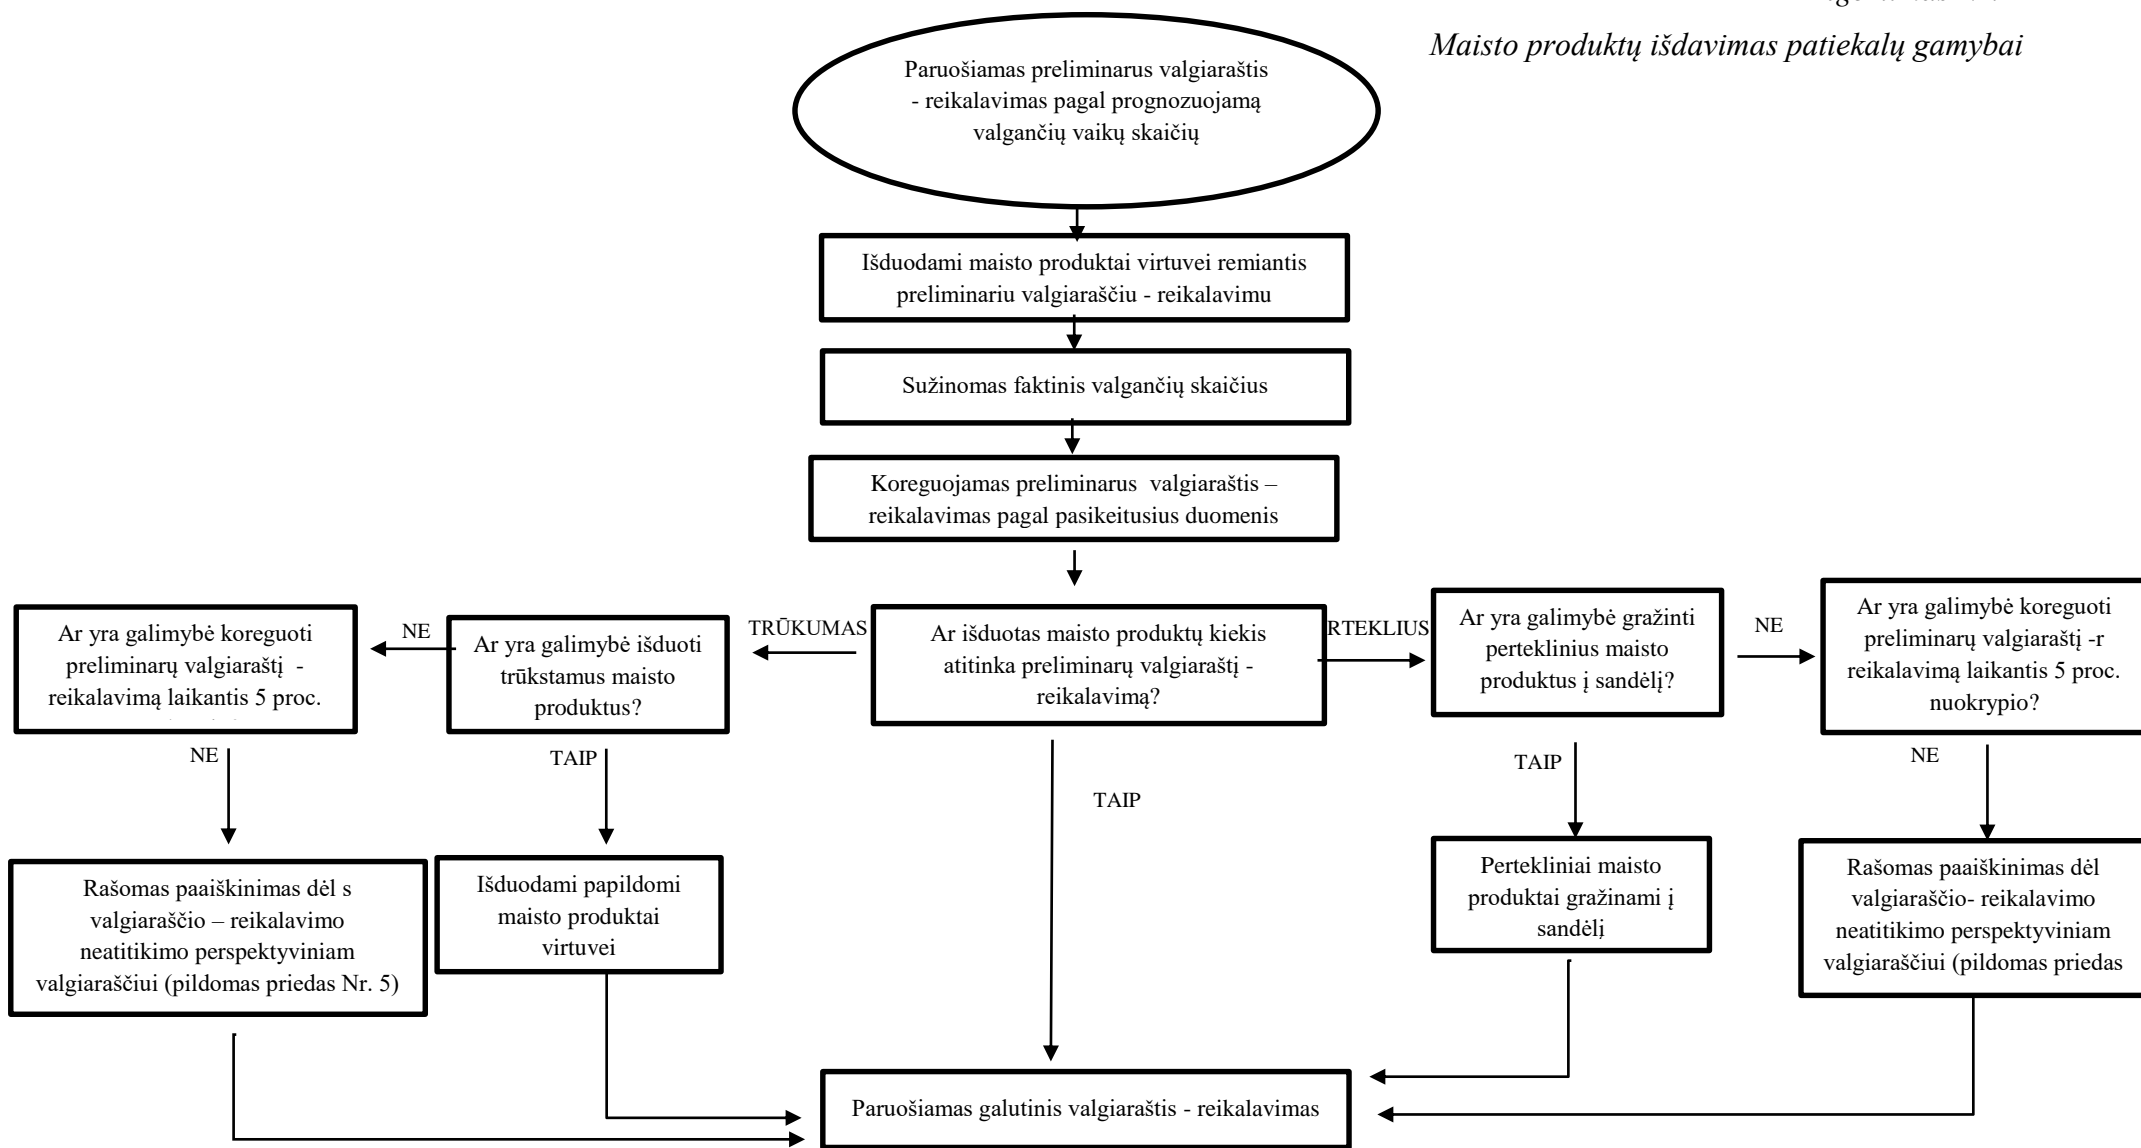 Maisto produktų išdavimas patiekalų gamybai
Paruošiamas preliminarus valgiaraštis
- reikalavimas pagal prognozuojamą
valgančių vaikų skaičių
Išduodami maisto produktai virtuvei remiantis
preliminariu valgiaraščiu - reikalavimu
Sužinomas faktinis valgančių skaičius
Koreguojamas preliminarus valgiaraštis –
reikalavimas pagal pasikeitusius duomenis
Ar yra galimybė koreguoti
preliminarų valgiaraštį -
reikalavimą laikantis 5 proc.
NE
Ar yra galimybė išduoti
trūkstamus maisto
produktus?
TRŪKUMAS
Ar išduotas maisto produktų kiekis
atitinka preliminarų valgiaraštį -
reikalavimą?
RTEKLIUS
Ar yra galimybė gražinti
perteklinius maisto
produktus į sandėlį?
NE
Ar yra galimybė koreguoti
preliminarų valgiaraštį -r
reikalavimą laikantis 5 proc.
nuokrypio?
NE
TAIP
TAIP
TAIP
NE
Rašomas paaiškinimas dėl s
valgiaraščio – reikalavimo
neatitikimo perspektyviniam
valgiaraščiui (pildomas priedas Nr. 5)
Išduodami papildomi
maisto produktai
virtuvei
Pertekliniai maisto
produktai gražinami į
sandėlį
Rašomas paaiškinimas dėl
valgiaraščio- reikalavimo
neatitikimo perspektyviniam
valgiaraščiui (pildomas priedas
Paruošiamas galutinis valgiaraštis - reikalavimas